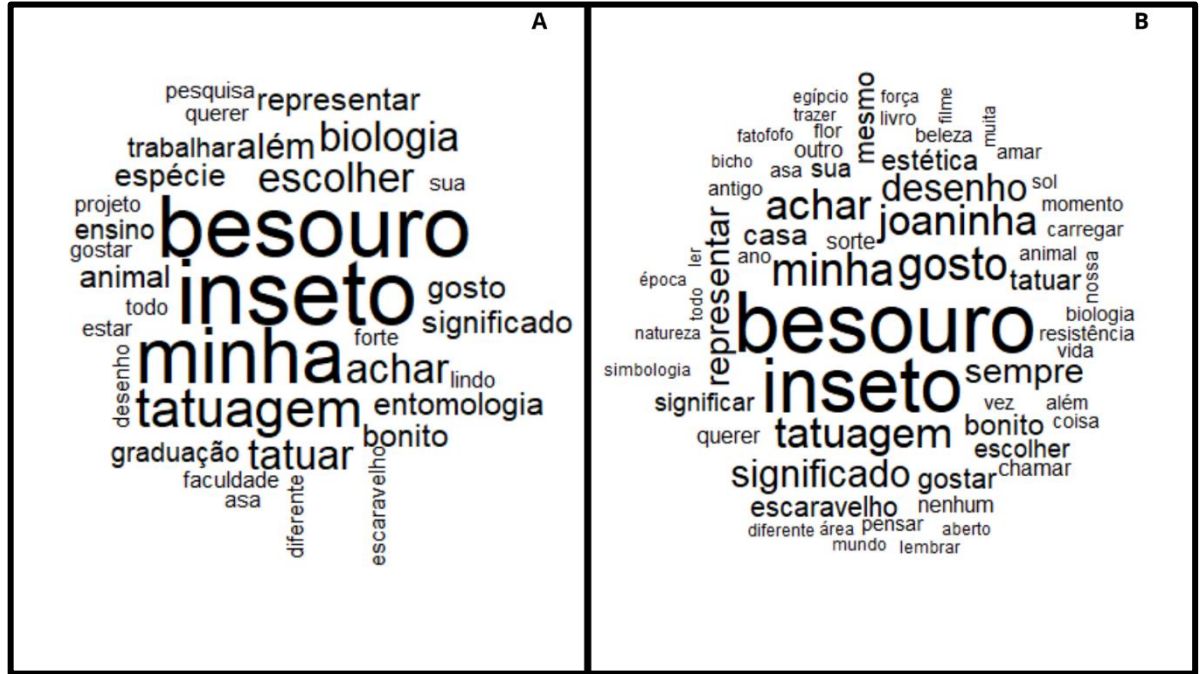 A
pesquisa
representar
querer
trabalhar além biologia
espécie escolher sua
projeto
ensino besouro
gostar
animal inseto gosto
todo significado
estar forte
desenho minha achar lindo
tatuagem entomologia
bonito
graduação tatuar
faculdade
asa
diferente
escaravelho
B
egípcio mesmo força filme
trazer livro muita
fatofofo flor beleza
outro amar
bicho asa sua estética
antigo desenho sol
achar joaninha momento
representar casa sorte carregar
ler ano animal
época minha gosto tatuar nossa
todo besouro biologia
natureza resistência
vida
simbologia inseto sempre
significar vez além
querer tatuagem bonito coisa
escolher
significado gostar chamar
escaravelho nenhum
diferente área pensar aberto
mundo lembrar